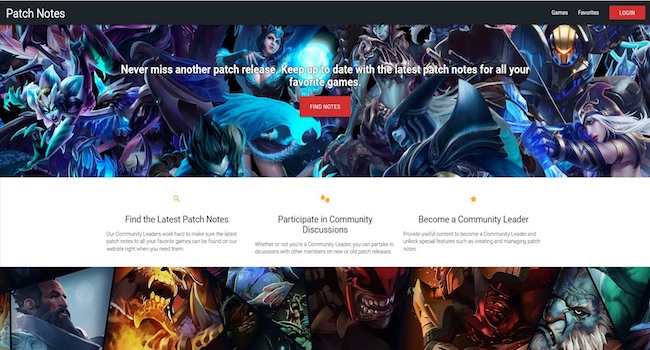 Patch Notes
Games
Favorites
LOGIN
Never miss another patch release. Keep up to date with the latest patch notes for all your
favorite games.
FIND NOTES
Find the Latest Patch Notes
Our Community Leaders work hard to make sure the latest
patch notes to all your favorite games can be found on our
website right when you need them.
Participate in Community
Discussions
Whether or not you're a Community Leader, you can partake in
dicussions with other members on new or old patch releases.
Become a Community Leader
Provide useful content to become a Community Leader and
unlock special features such as creating and managing patch
notes